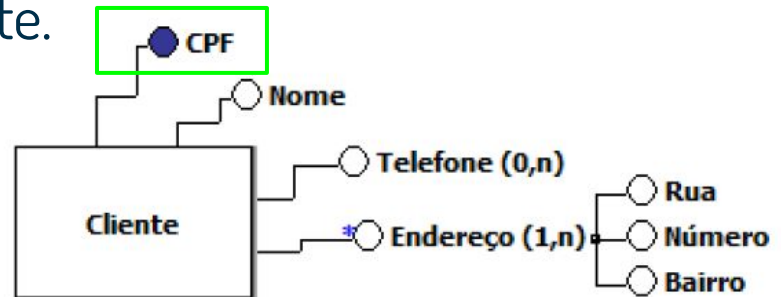 te.
CPF
Nome
Telefone (0,n)
Cliente
* Endereço (1,n)
Rua
Número
Bairro